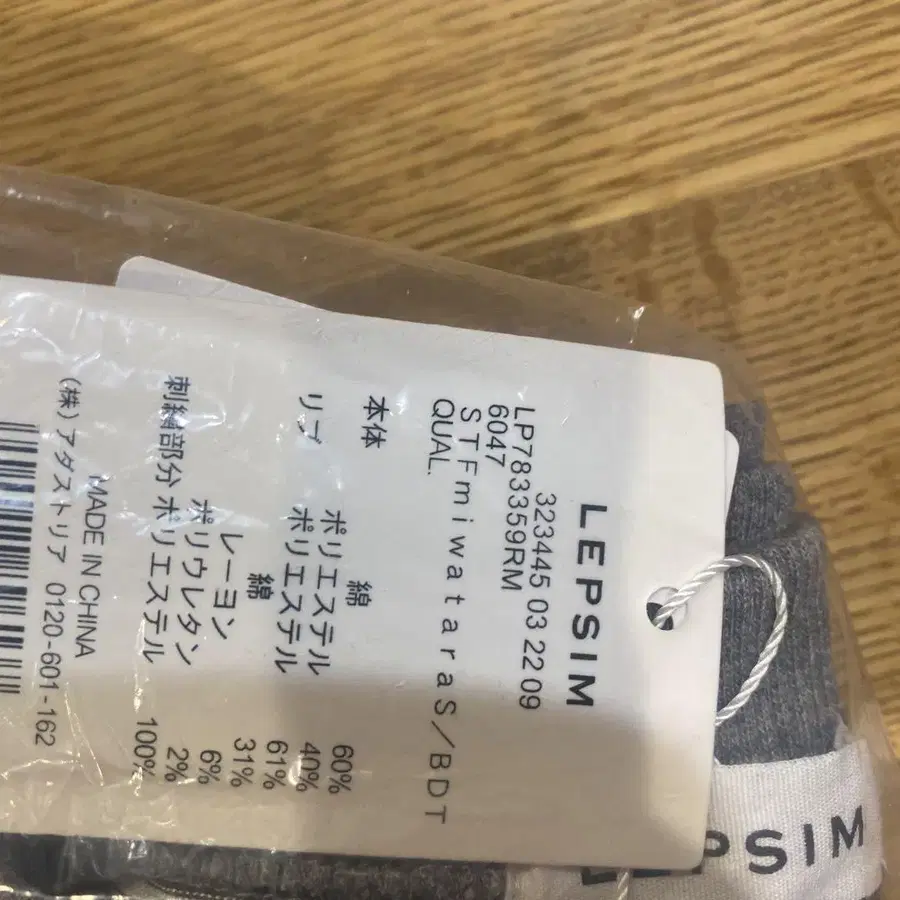 LEPSIM
323445 03 2209
LP783359RM
6047
STFmiwataraS/BDT
QUAL.
本体 綿 60%
ポリエステル 40%
リブ ポリエステル 61%
綿 31%
レーヨン 6%
ポリウレタン 2%
刺繍部分 ポリエステル 100%
MADE IN CHINA
(株)アダストリア 0120-601-162
LEPSIM